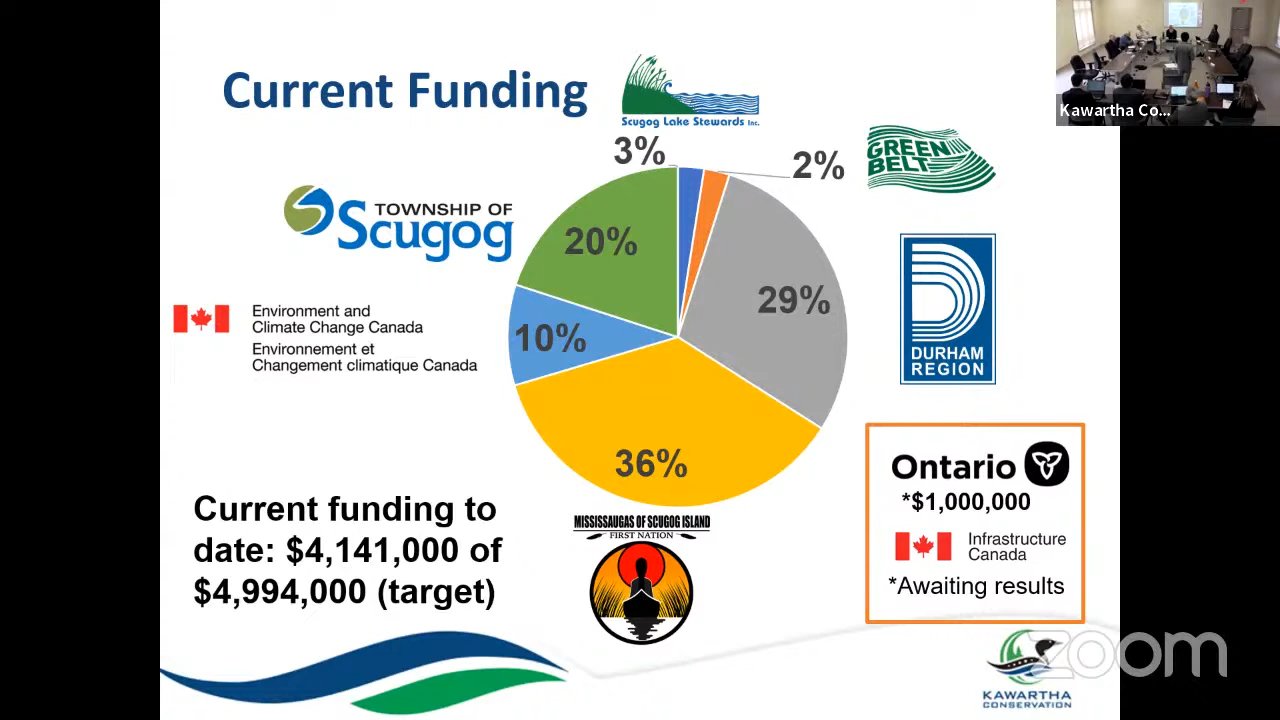 Current Funding
Scugog Lake Stewards Inc.
Kawartha Co...
3%
2%
GREEN
BELT
TOWNSHIP OF
Scugog
20%
29%
DURHAM
REGION
Environment and
Climate Change Canada
Environnement et
Changement climatique Canada
10%
36%
Ontario
*$1,000,000
Infrastructure
Canada
*Awaiting results
Current funding to
date: $4,141,000 of
$4,994,000 (target)
MISSISSAUGAS OF SCUGOG ISLAND
FIRST NATION
zoom
KAWARTHA
CONSERVATION